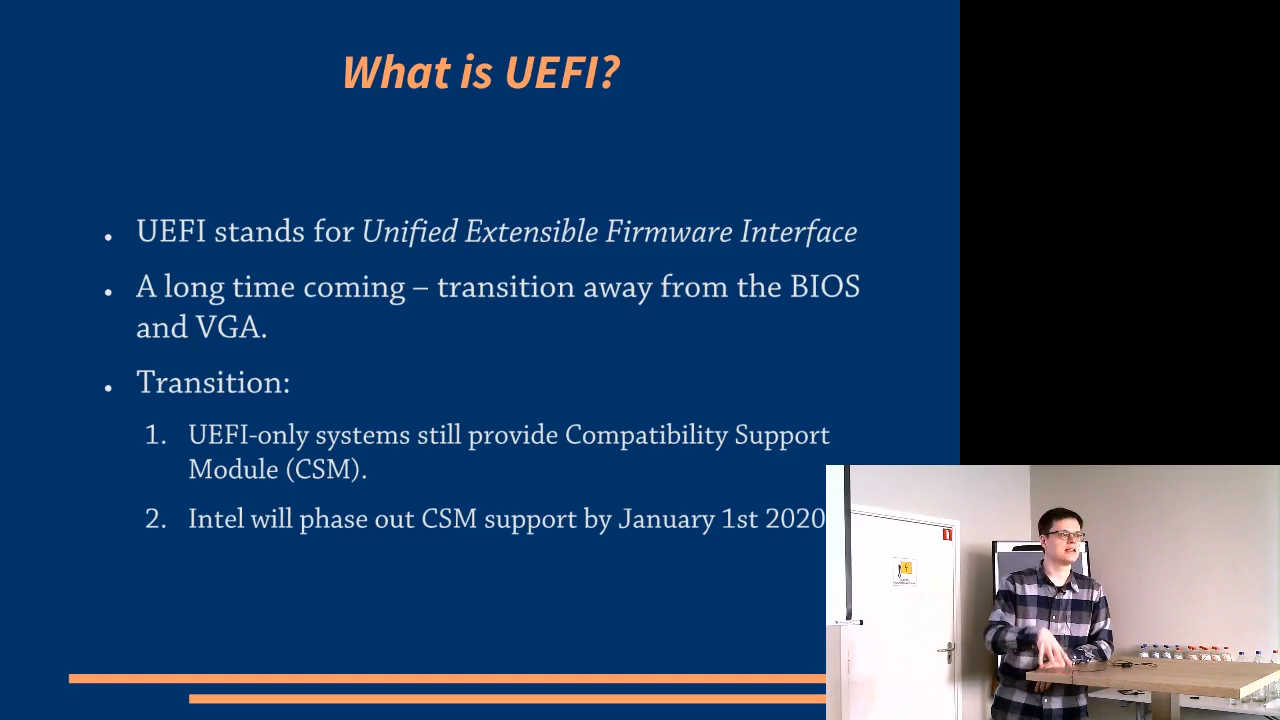 What is UEFI?
• UEFI stands for Unified Extensible Firmware Interface
• A long time coming – transition away from the BIOS
and VGA.
• Transition:
1. UEFI-only systems still provide Compatibility Support
Module (CSM).
2. Intel will phase out CSM support by January 1st 2020